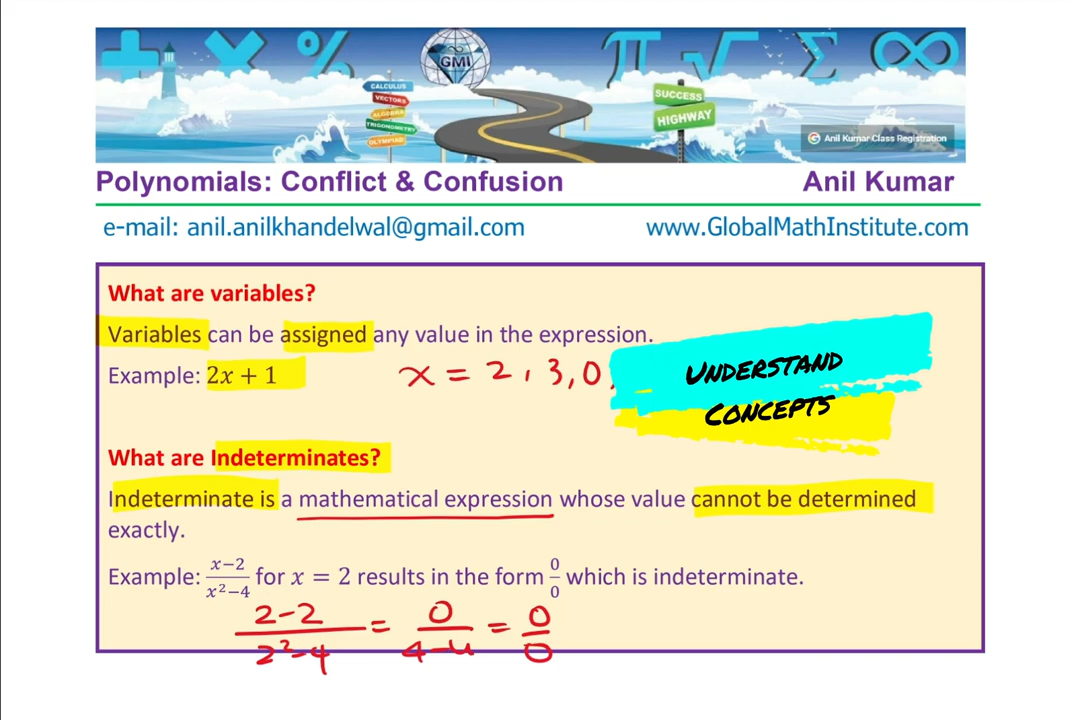 + × % π √ Σ ∞
GMI
CALCULUS
VECTORS
ALGEBRA
TRIGONOMETRY
OLYMPIAD
SUCCESS
HIGHWAY
Anil Kumar Class Registration
Polynomials: Conflict & Confusion Anil Kumar
e-mail: anil.anilkhandelwal@gmail.com www.GlobalMathInstitute.com
What are variables?
Variables can be assigned any value in the expression.
Example: 2x + 1 x = 2, 3, 0,
UNDERSTAND
CONCEPTS
What are Indeterminates?
Indeterminate is a mathematical expression whose value cannot be determined
exactly.
Example: x−2/x²−4 for x = 2 results in the form 0/0 which is indeterminate.
2-2/2²-4 = 0/4-4 = 0/0